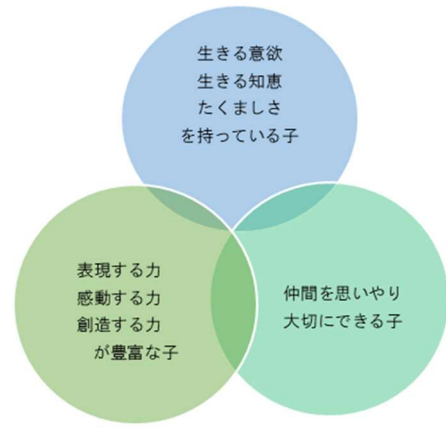 生きる意欲
生きる知恵
たくましさ
を持っている子
表現する力
感動する力
創造する力
が豊富な子
仲間を思いやり
大切にできる子